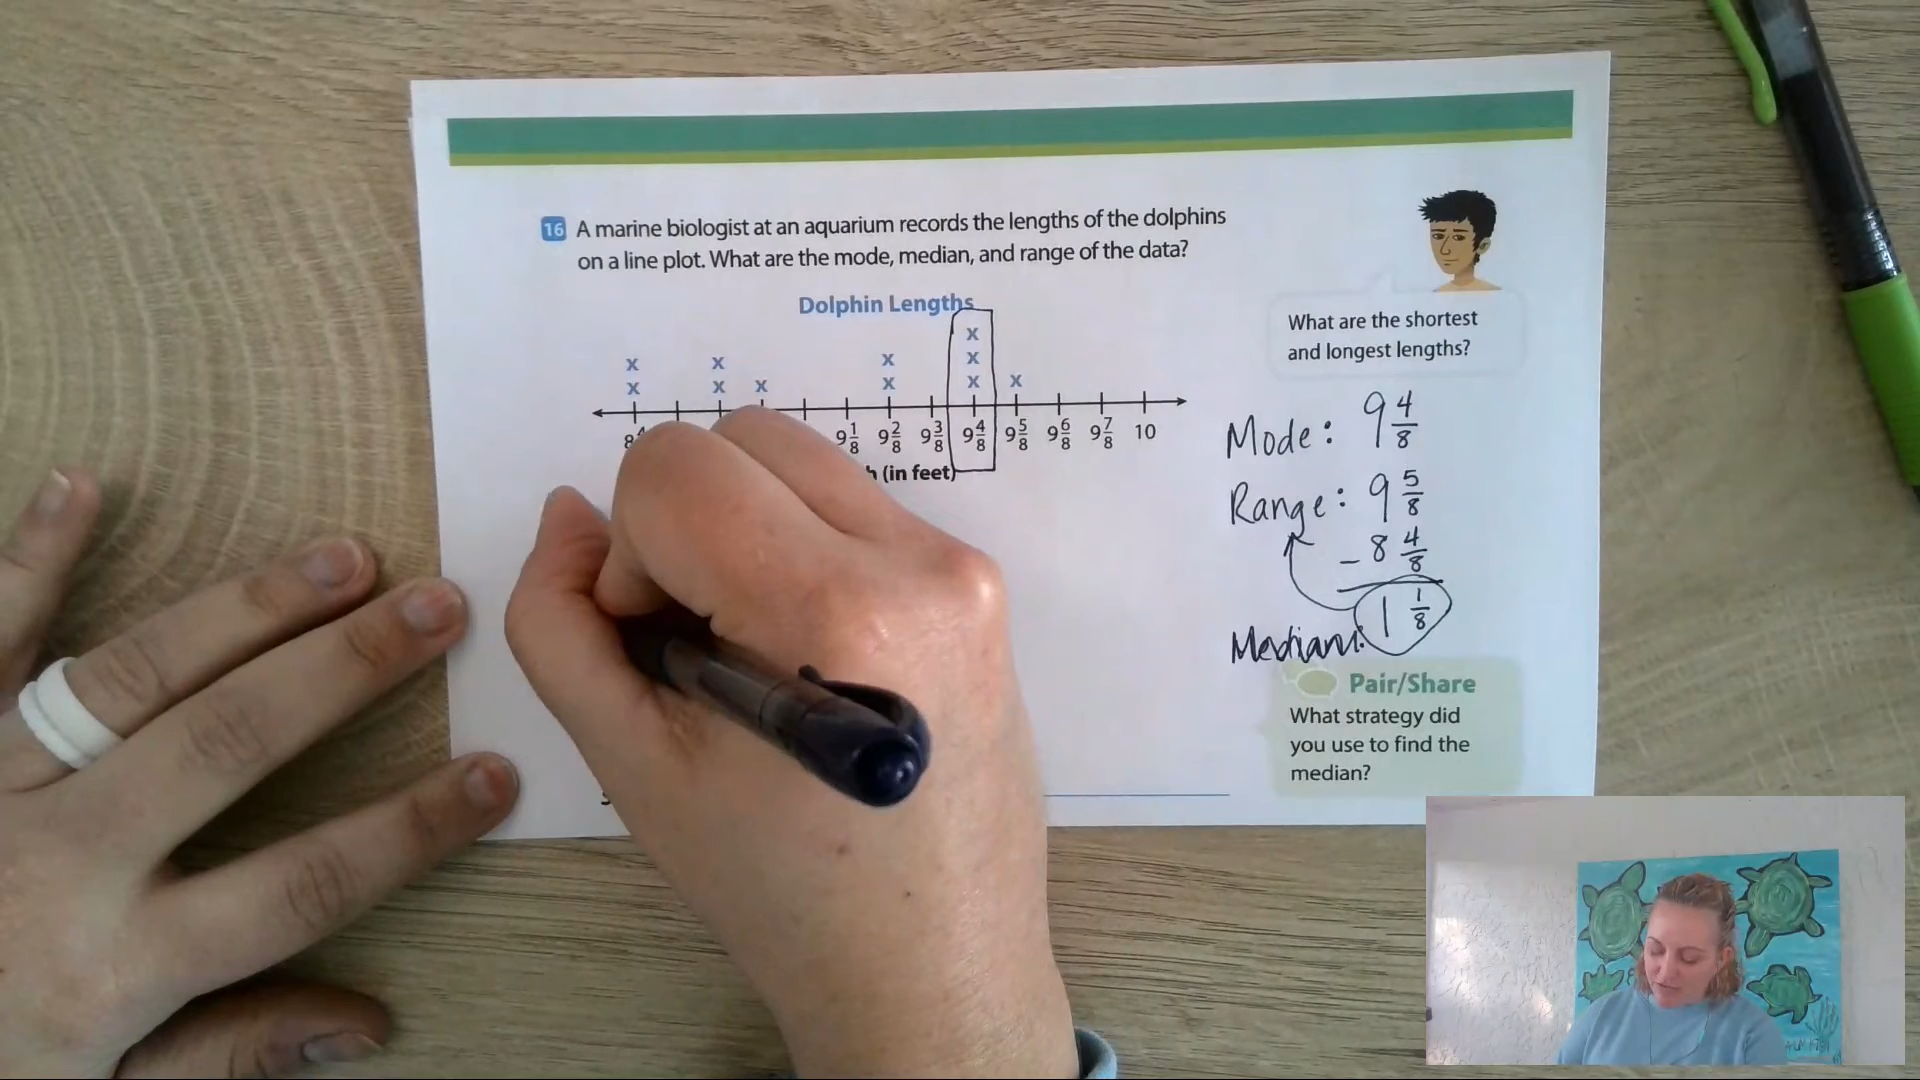 16 A marine biologist at an aquarium records the lengths of the dolphins
on a line plot. What are the mode, median, and range of the data?
Dolphin Lengths
x
x x x x
x x x x x x
9 1/8 9 2/8 9 3/8 9 4/8 9 5/8 9 6/8 9 7/8 10
(in feet)
What are the shortest
and longest lengths?
Mode: 9 4/8
Range: 9 5/8
- 8 4/8
1 1/8
Median:
Pair/Share
What strategy did
you use to find the
median?